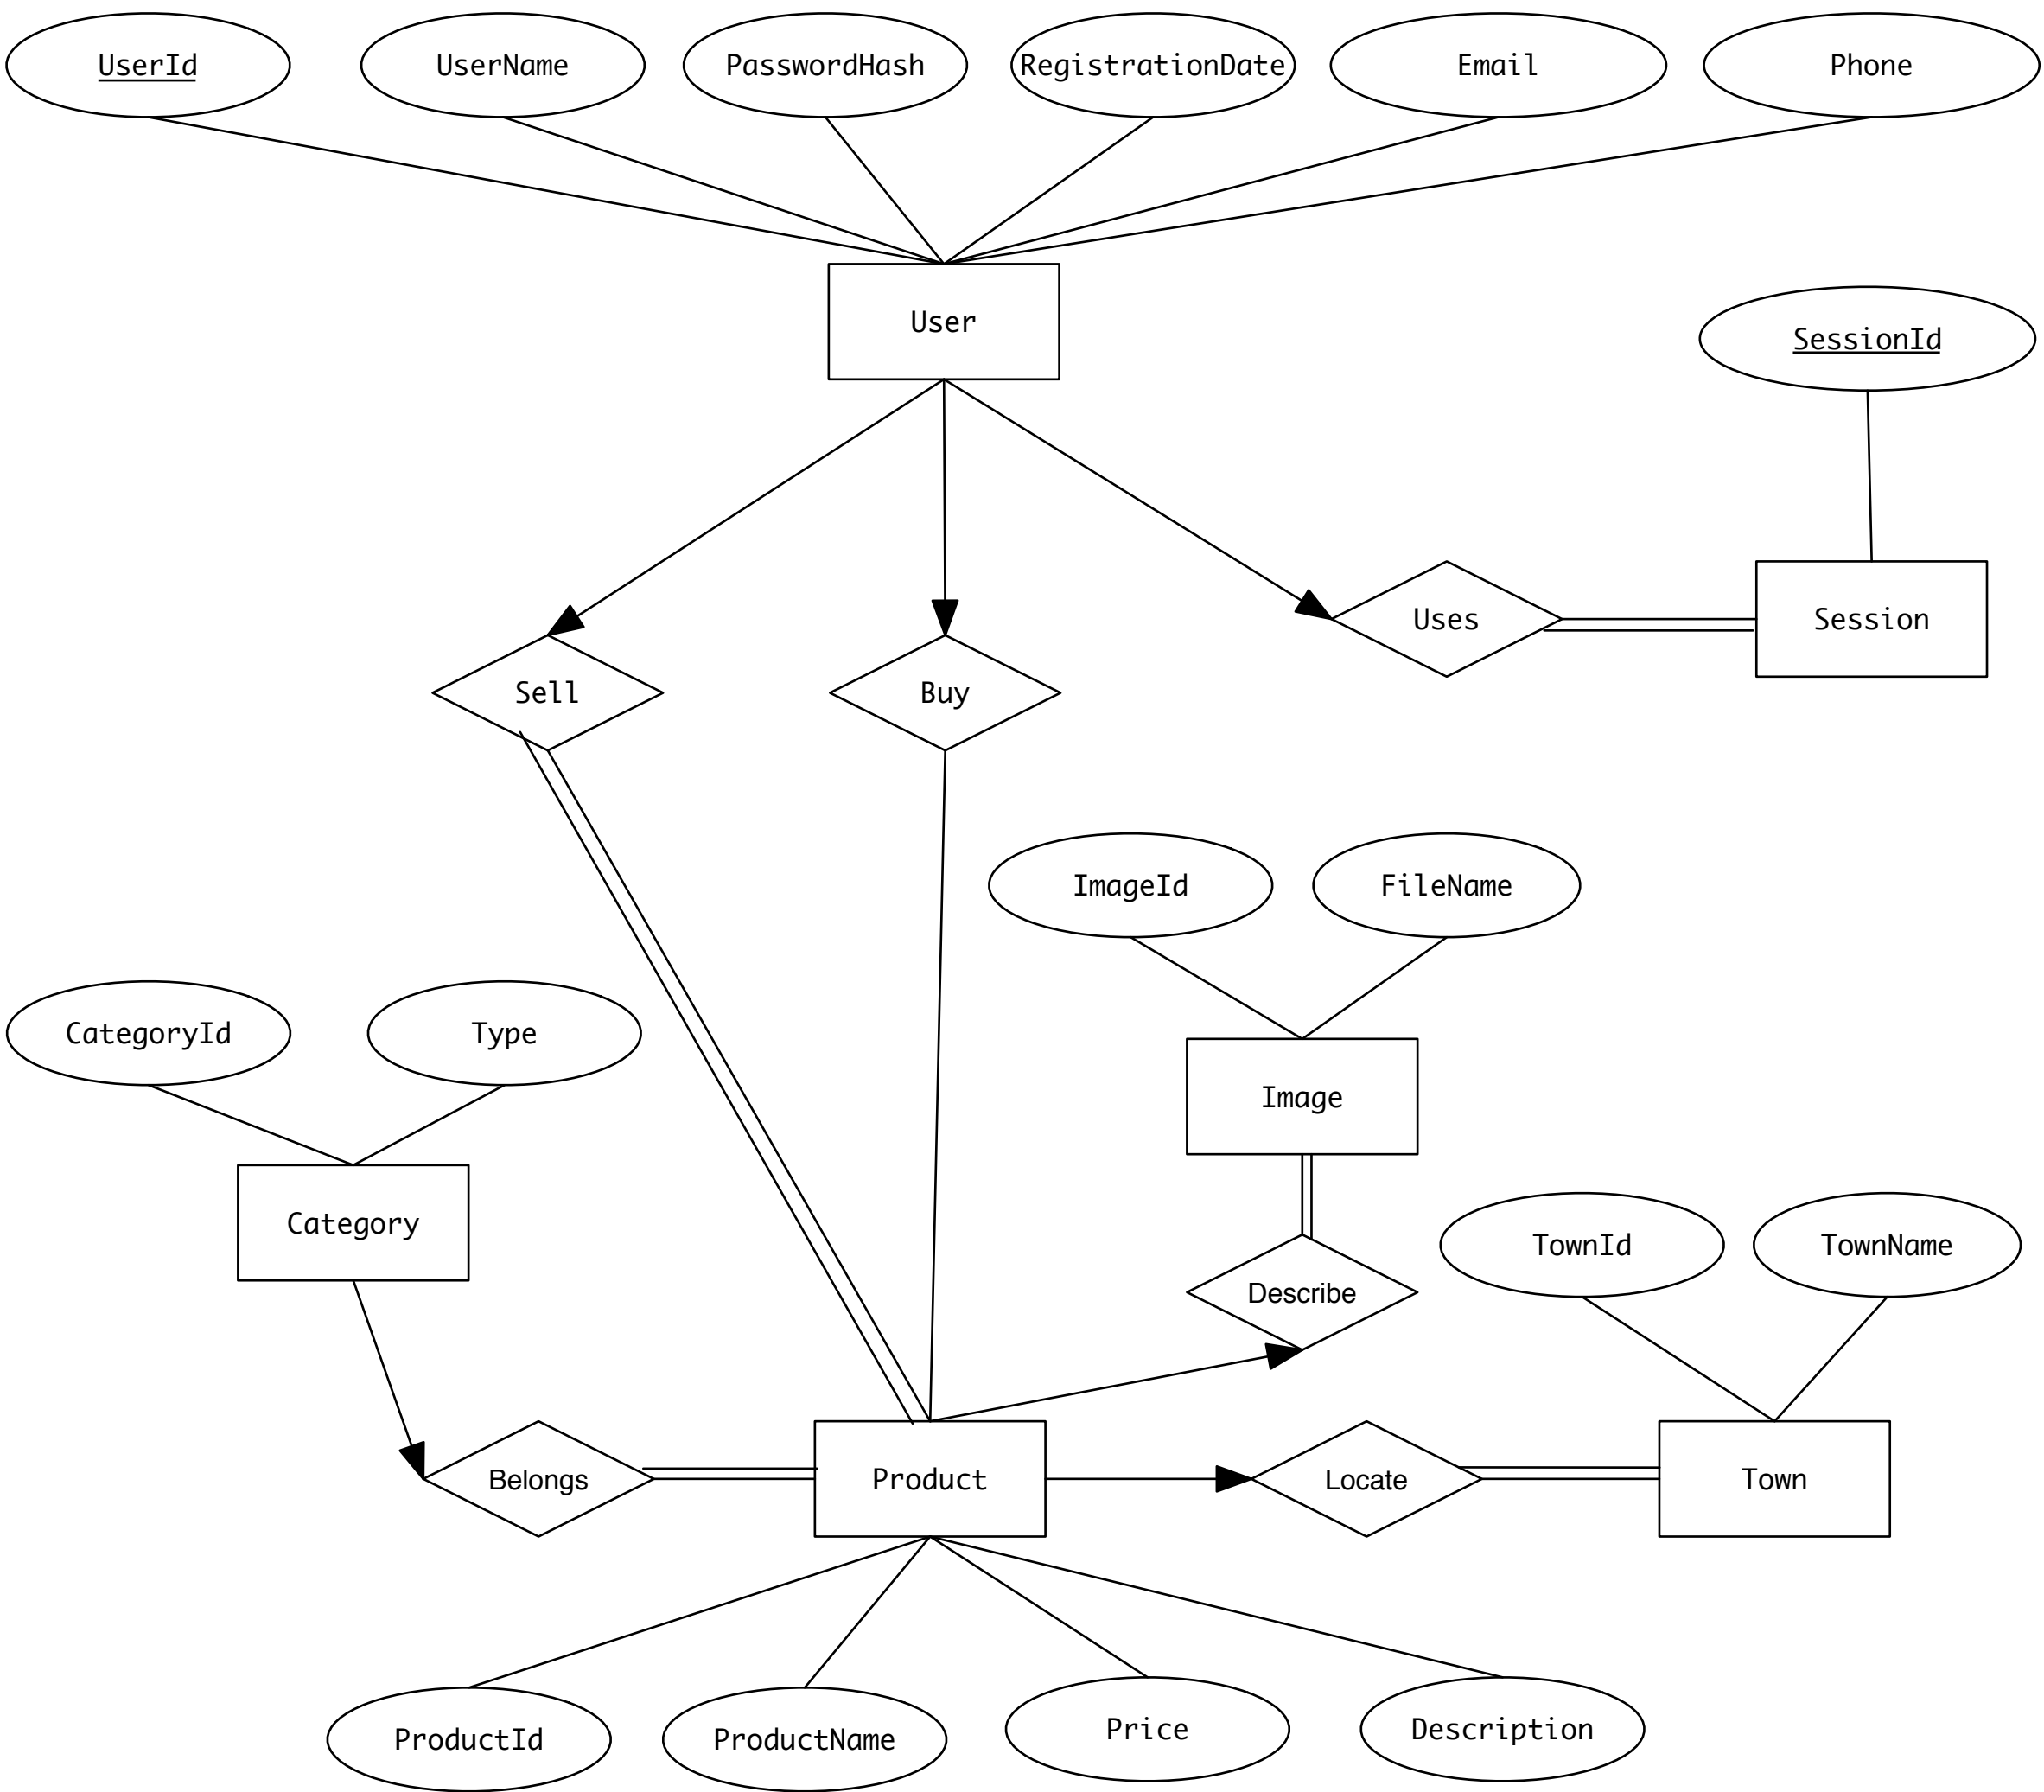 UserId
UserName
PasswordHash
RegistrationDate
Email
Phone
User
SessionId
Uses
Session
Sell
Buy
ImageId
FileName
CategoryId
Type
Image
Category
TownId
TownName
Describe
Belongs
Product
Locate
Town
ProductId
ProductName
Price
Description